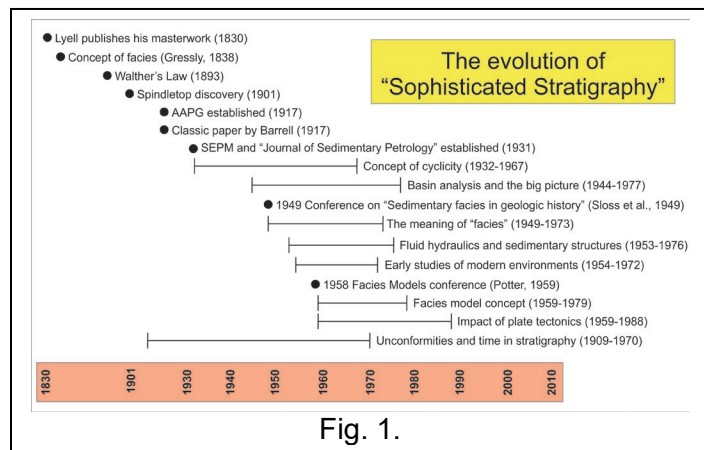 Lyell publishes his masterwork (1830)
The evolution of
"Sophisticated Stratigraphy"
Concept of facies (Gressly, 1838)
Walther's Law (1893)
Spindletop discovery (1901)
AAPG established (1917)
Classic paper by Barrell (1917)
SEPM and "Journal of Sedimentary Petrology" established (1931)
Concept of cyclicity (1932-1967)
Basin analysis and the big picture (1944-1977)
1949 Conference on "Sedimentary facies in geologic history" (Sloss et al., 1949)
The meaning of "facies" (1949-1973)
Fluid hydraulics and sedimentary structures (1953-1976)
Early studies of modern environments (1954-1972)
1958 Facies Models conference (Potter, 1959)
Facies model concept (1959-1979)
Impact of plate tectonics (1959-1988)
Unconformities and time in stratigraphy (1909-1970)
1830 1901 1930 1940 1950 1960 1970 1980 1990 2000 2010
Fig. 1.